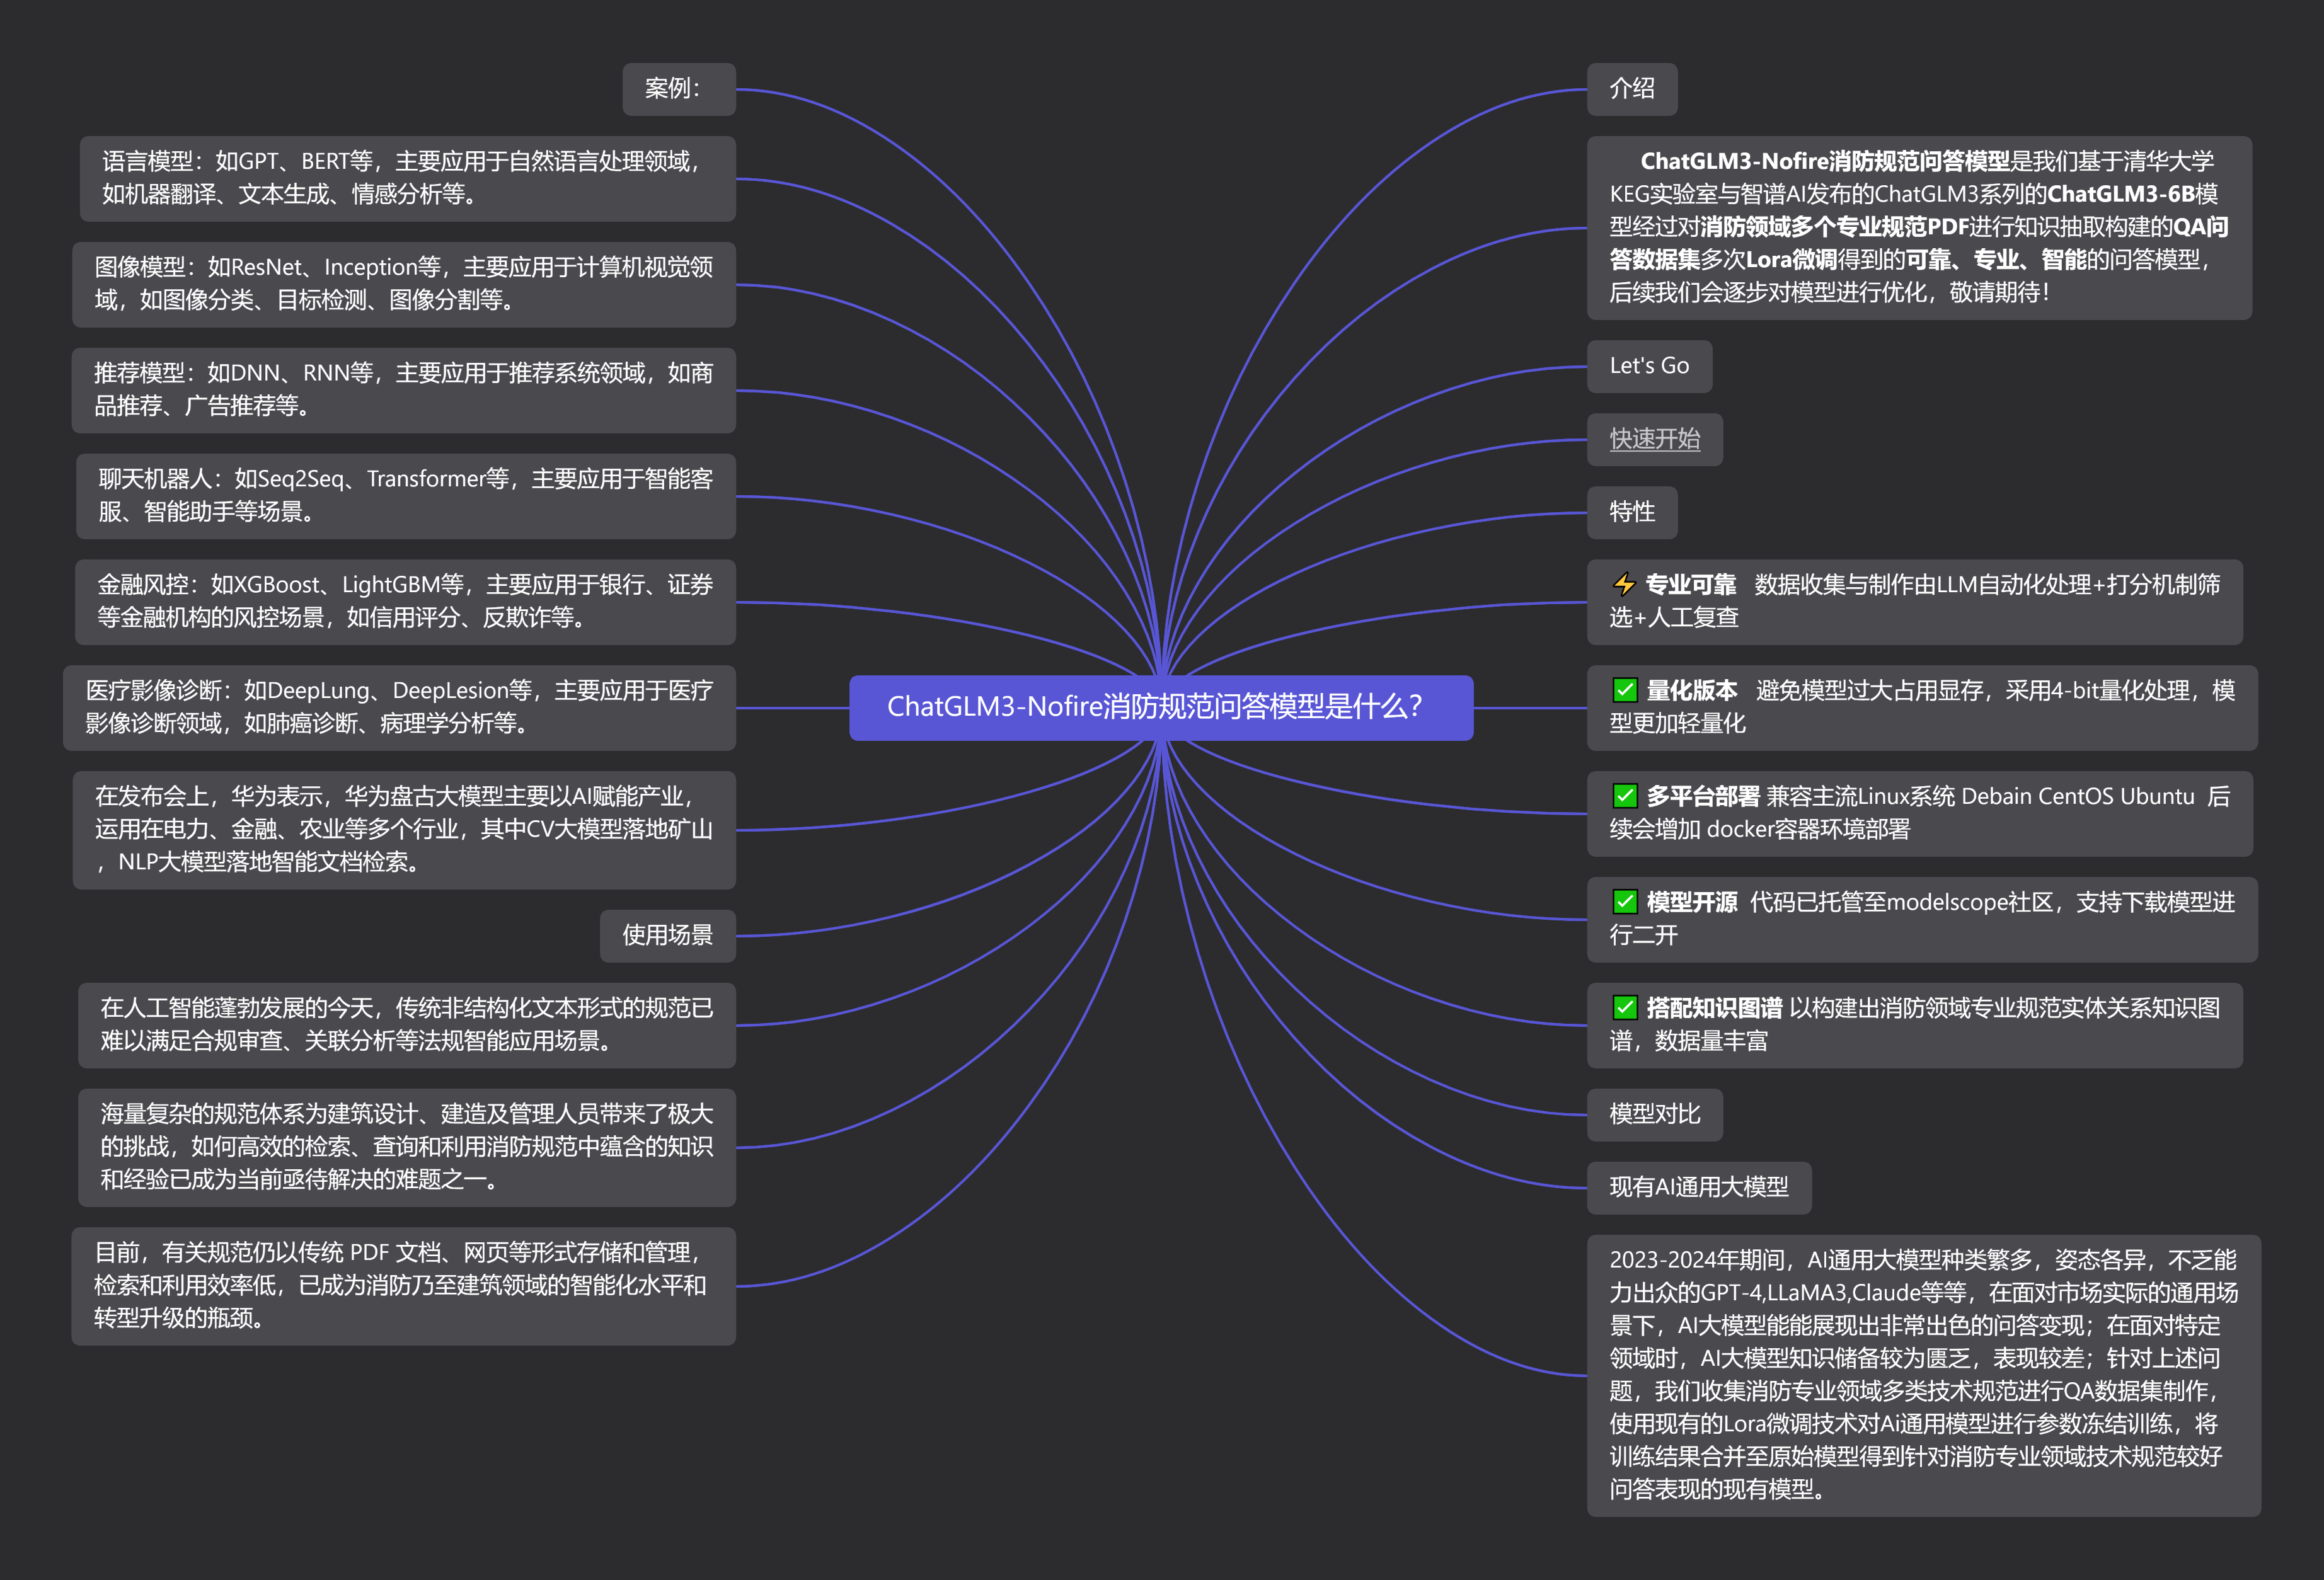 ChatGLM3-Nofire消防规范问答模型是什么？
介绍
ChatGLM3-Nofire消防规范问答模型是我们基于清华大学
KEG实验室与智谱AI发布的ChatGLM3系列的ChatGLM3-6B模
型经过对消防领域多个专业规范PDF进行知识抽取构建的QA问
答数据集多次Lora微调得到的可靠、专业、智能的问答模型，
后续我们会逐步对模型进行优化，敬请期待！
Let's Go
快速开始
特性
⚡ 专业可靠 数据收集与制作由LLM自动化处理+打分机制筛
选+人工复查
✅ 量化版本 避免模型过大占用显存，采用4-bit量化处理，模
型更加轻量化
✅ 多平台部署 兼容主流Linux系统 Debain CentOS Ubuntu 后
续会增加 docker容器环境部署
✅ 模型开源 代码已托管至modelscope社区，支持下载模型进
行二开
✅ 搭配知识图谱 以构建出消防领域专业规范实体关系知识图
谱，数据量丰富
模型对比
现有AI通用大模型
2023-2024年期间，AI通用大模型种类繁多，姿态各异，不乏能
力出众的GPT-4,LLaMA3,Claude等等，在面对市场实际的通用场
景下，AI大模型能能展现出非常出色的问答变现；在面对特定
领域时，AI大模型知识储备较为匮乏，表现较差；针对上述问
题，我们收集消防专业领域多类技术规范进行QA数据集制作，
使用现有的Lora微调技术对Ai通用模型进行参数冻结训练，将
训练结果合并至原始模型得到针对消防专业领域技术规范较好
问答表现的现有模型。
案例：
语言模型：如GPT、BERT等，主要应用于自然语言处理领域，
如机器翻译、文本生成、情感分析等。
图像模型：如ResNet、Inception等，主要应用于计算机视觉领
域，如图像分类、目标检测、图像分割等。
推荐模型：如DNN、RNN等，主要应用于推荐系统领域，如商
品推荐、广告推荐等。
聊天机器人：如Seq2Seq、Transformer等，主要应用于智能客
服、智能助手等场景。
金融风控：如XGBoost、LightGBM等，主要应用于银行、证券
等金融机构的风控场景，如信用评分、反欺诈等。
医疗影像诊断：如DeepLung、DeepLesion等，主要应用于医疗
影像诊断领域，如肺癌诊断、病理学分析等。
在发布会上，华为表示，华为盘古大模型主要以AI赋能产业，
运用在电力、金融、农业等多个行业，其中CV大模型落地矿山
，NLP大模型落地智能文档检索。
使用场景
在人工智能蓬勃发展的今天，传统非结构化文本形式的规范已
难以满足合规审查、关联分析等法规智能应用场景。
海量复杂的规范体系为建筑设计、建造及管理人员带来了极大
的挑战，如何高效的检索、查询和利用消防规范中蕴含的知识
和经验已成为当前亟待解决的难题之一。
目前，有关规范仍以传统 PDF 文档、网页等形式存储和管理，
检索和利用效率低，已成为消防乃至建筑领域的智能化水平和
转型升级的瓶颈。